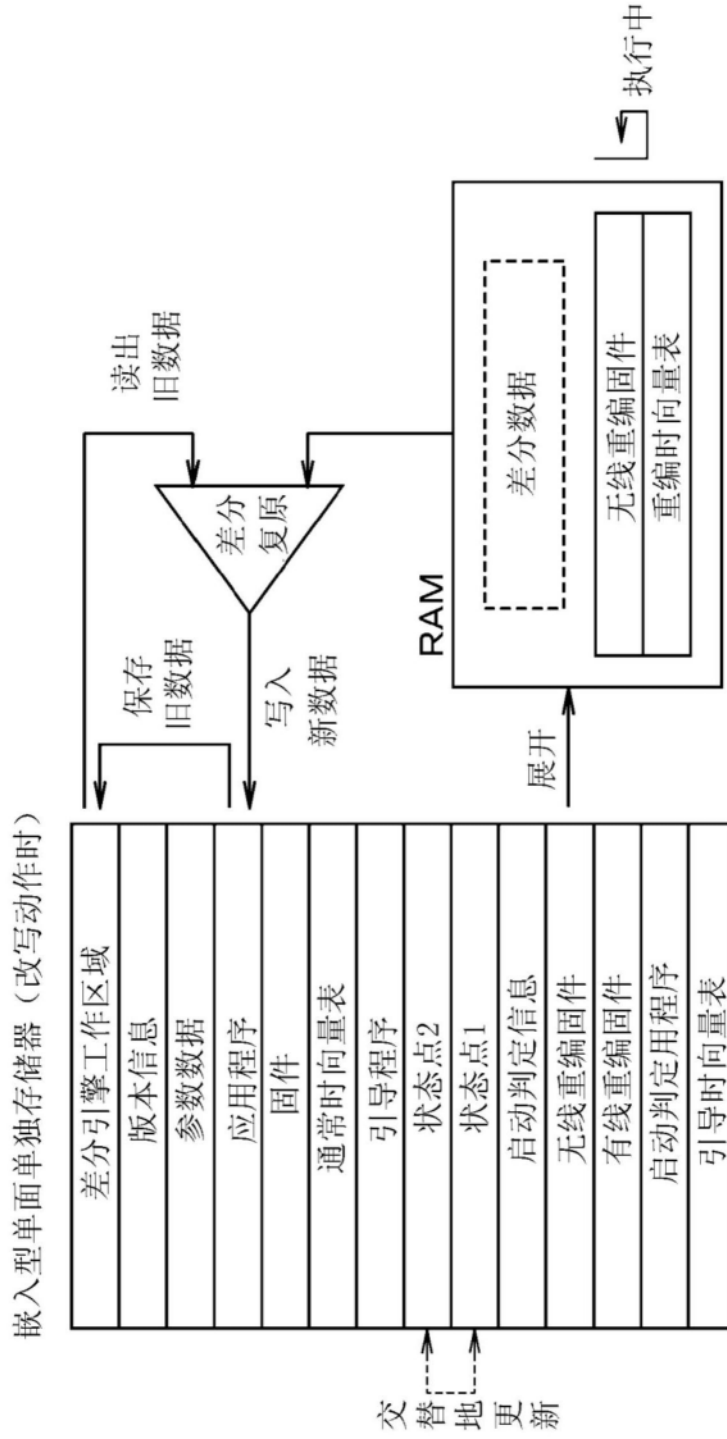 嵌入型单面单独存储器（改写动作时）
差分引擎工作区域
版本信息
参数数据
应用程序
固件
通常时向量表
引导程序
状态点2
状态点1
启动判定信息
无线重编固件
有线重编固件
启动判定用程序
引导时向量表
交替地更新
保存
旧数据
写入
新数据
读出
旧数据
差分
复原
展开
RAM
差分数据
无线重编固件
重编时向量表
执行中